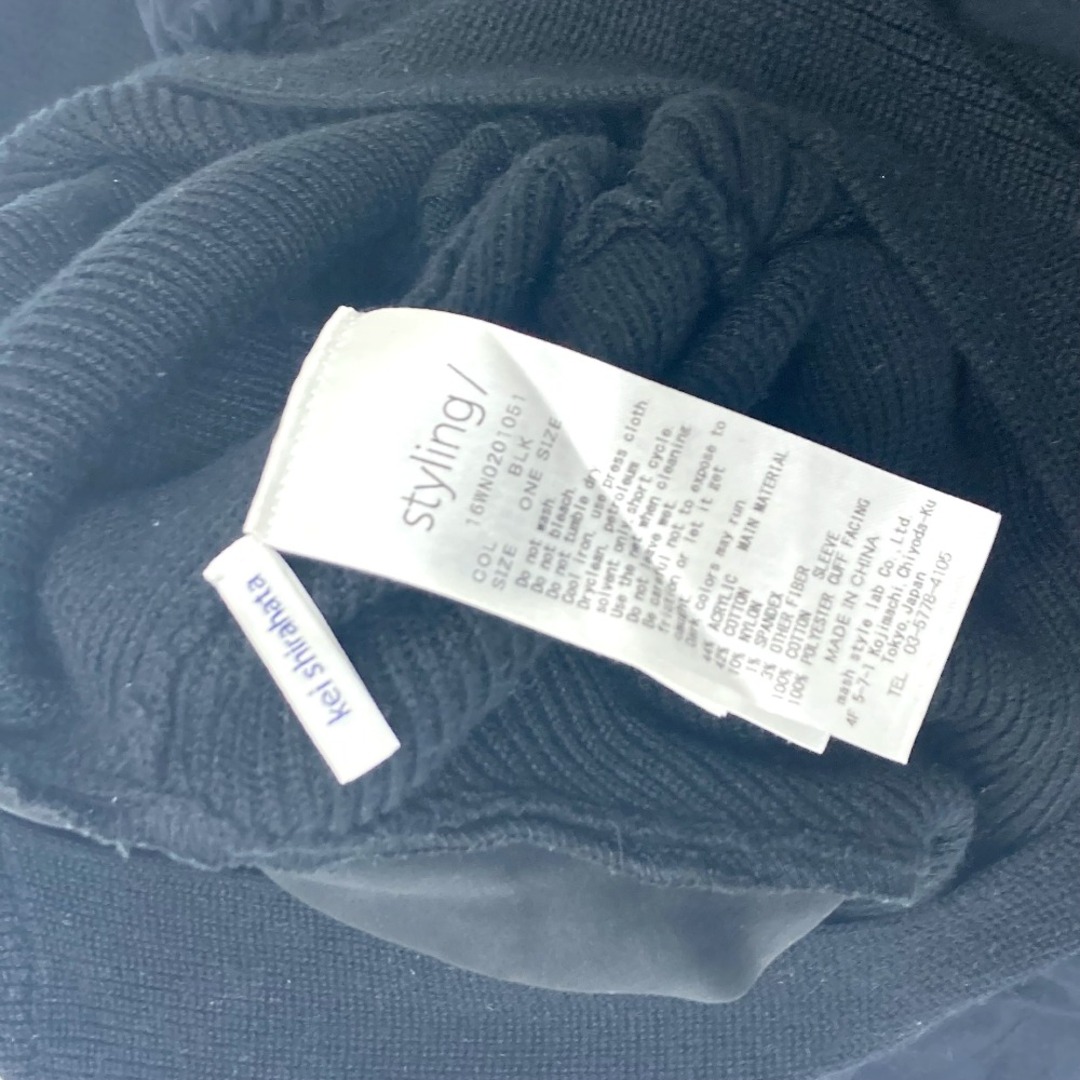 styling/
16WN0201051
COL BLK
SIZE ONE SIZE
Do not wash
Do not bleach
Do not tumble dry
Cool iron, use press cloth.
Dryclean, petroleum
solvent only, short cycle.
Use the net when cleaning
Do not leave wet
Be careful not to expose to
friction or let it get
caught.
Dark colors may run.
MAIN MATERIAL
44% ACRYLIC
42% COTTON
10% NYLON
1% SPANDEX
3% OTHER FIBER
SLEEVE
100% COTTON
CUFF FACING
100% POLYESTER
MADE IN CHINA
mash style lab Co., Ltd.
4F 5-7-1 Kojimachi Chiyoda-Ku
Tokyo, Japan
TEL 03-5778-4105
kei shirahata